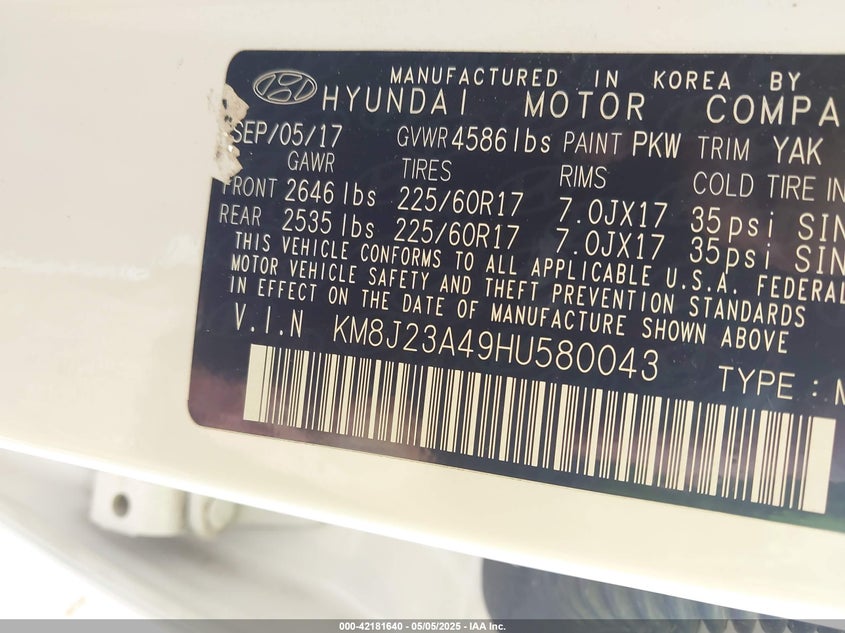 MANUFACTURED IN KOREA BY
HYUNDAI MOTOR COMPA
SEP/05/17 GVWR 4586 lbs PAINT PKW TRIM YAK
GAWR TIRES RIMS COLD TIRE IN
FRONT 2646 lbs 225/60R17 7.0JX17 35psi SIN
REAR 2535 lbs 225/60R17 7.0JX17 35psi SIN
THIS VEHICLE CONFORMS TO ALL APPLICABLE U.S.A. FEDERAL
MOTOR VEHICLE SAFETY AND THEFT PREVENTION STANDARDS
IN EFFECT ON THE DATE OF MANUFACTURE SHOWN ABOVE
V.I.N KM8J23A49HU580043
TYPE : M
000-42181640 - 05/05/2025 - IAA Inc.